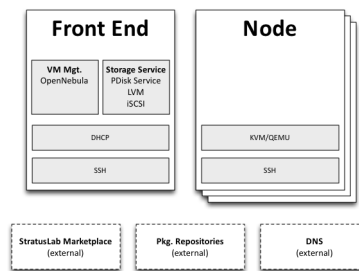 Front End
VM Mgt.
OpenNebula
Storage Service
PDisk Service
LVM
iSCSI
DHCP
SSH
Node
KVM/QEMU
SSH
StratusLab Marketplace
(external)
Pkg. Repositories
(external)
DNS
(external)